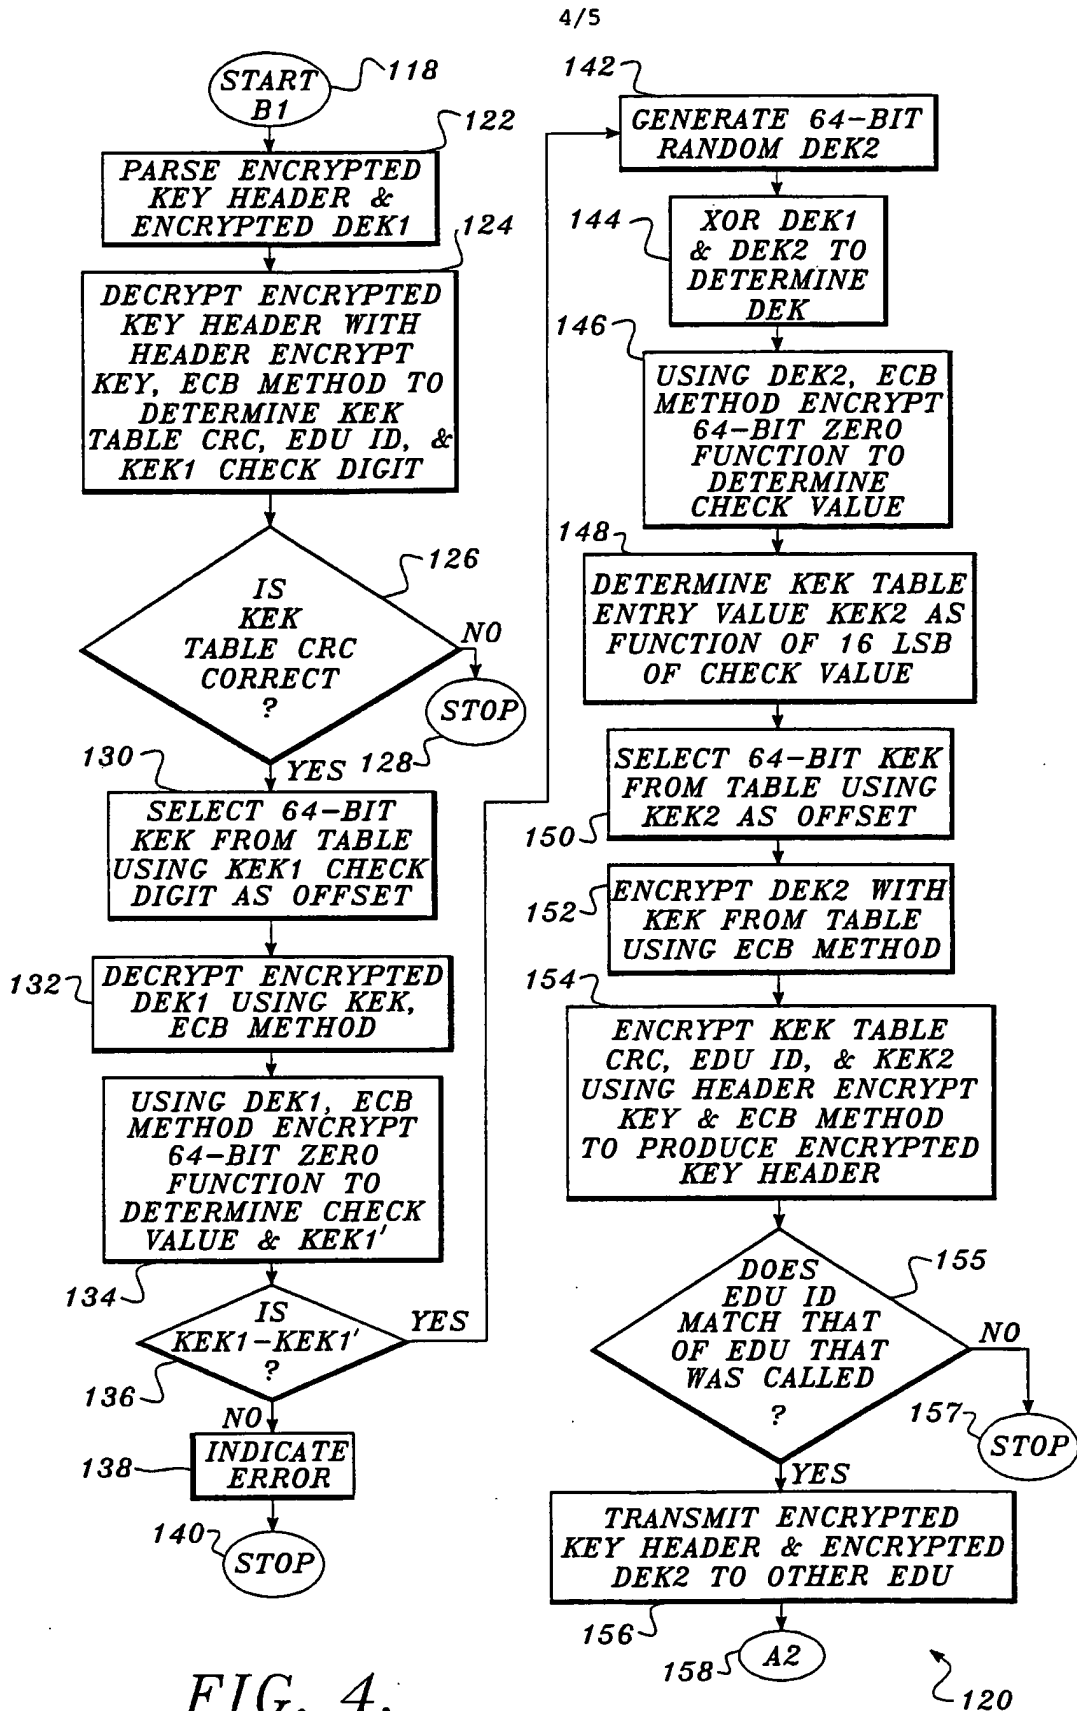 4/5
START
B1
118
122
PARSE ENCRYPTED
KEY HEADER &
ENCRYPTED DEK1
124
DECRYPT ENCRYPTED
KEY HEADER WITH
HEADER ENCRYPT
KEY, ECB METHOD TO
DETERMINE KEK
TABLE CRC, EDU ID, &
KEK1 CHECK DIGIT
126
IS
KEK
TABLE CRC
CORRECT
?
NO
STOP
128
YES
130
SELECT 64-BIT
KEK FROM TABLE
USING KEK1 CHECK
DIGIT AS OFFSET
132
DECRYPT ENCRYPTED
DEK1 USING KEK,
ECB METHOD
USING DEK1, ECB
METHOD ENCRYPT
64-BIT ZERO
FUNCTION TO
DETERMINE CHECK
VALUE & KEK1'
134
IS
KEK1-KEK1'
?
YES
136
NO
138
INDICATE
ERROR
140
STOP
142
GENERATE 64-BIT
RANDOM DEK2
144
XOR DEK1
& DEK2 TO
DETERMINE
DEK
146
USING DEK2, ECB
METHOD ENCRYPT
64-BIT ZERO
FUNCTION TO
DETERMINE
CHECK VALUE
148
DETERMINE KEK TABLE
ENTRY VALUE KEK2 AS
FUNCTION OF 16 LSB
OF CHECK VALUE
SELECT 64-BIT KEK
FROM TABLE USING
KEK2 AS OFFSET
150
ENCRYPT DEK2 WITH
KEK FROM TABLE
USING ECB METHOD
152
154
ENCRYPT KEK TABLE
CRC, EDU ID, & KEK2
USING HEADER ENCRYPT
KEY & ECB METHOD
TO PRODUCE ENCRYPTED
KEY HEADER
155
DOES
EDU ID
MATCH THAT
OF EDU THAT
WAS CALLED
?
NO
157
STOP
YES
TRANSMIT ENCRYPTED
KEY HEADER & ENCRYPTED
DEK2 TO OTHER EDU
156
A2
158
120
FIG. 4.